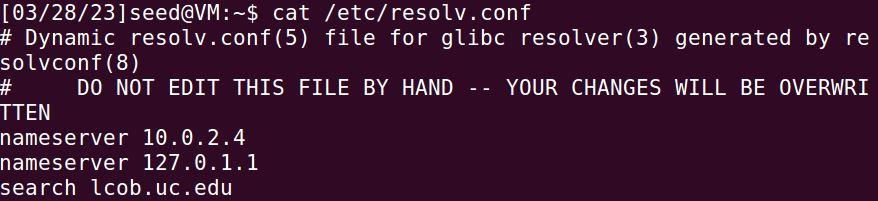 [03/28/23]seed@VM:~$ cat /etc/resolv.conf
# Dynamic resolv.conf(5) file for glibc resolver(3) generated by re
solvconf(8)
#     DO NOT EDIT THIS FILE BY HAND -- YOUR CHANGES WILL BE OVERWRI
TTEN
nameserver 10.0.2.4
nameserver 127.0.1.1
search lcob.uc.edu